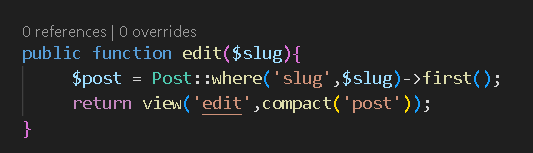 0 references | 0 overrides
public function edit($slug){
$post = Post::where('slug',$slug)->first();
return view('edit',compact('post'));
}